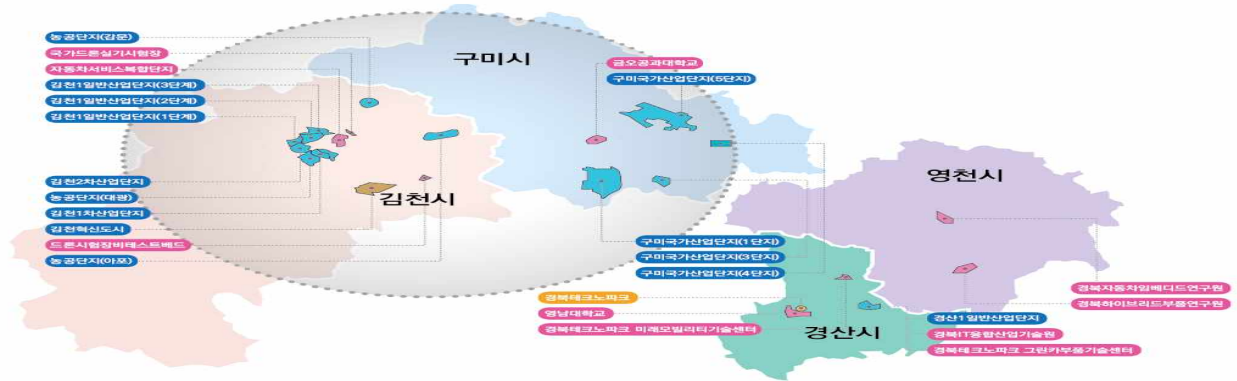 농공단지(감문)
국가드론실기시험장
자동차서비스복합단지
김천1일반산업단지(3단계)
김천1일반산업단지(2단계)
김천1일반산업단지(1단계)
김천2차산업단지
농공단지(대광)
김천1차산업단지
김천혁신도시
드론시험장비테스트베드
농공단지(아포)
구미시
김천시
금오공과대학교
구미국가산업단지(5단지)
구미국가산업단지(1단지)
구미국가산업단지(3단지)
구미국가산업단지(4단지)
영천시
경북자동차임베디드연구원
경북하이브리드부품연구원
경북테크노파크
영남대학교
경북테크노파크 미래모빌리티기술센터
경산시
경산1일반산업단지
경북IT융합산업기술원
경북테크노파크 그린카부품기술센터